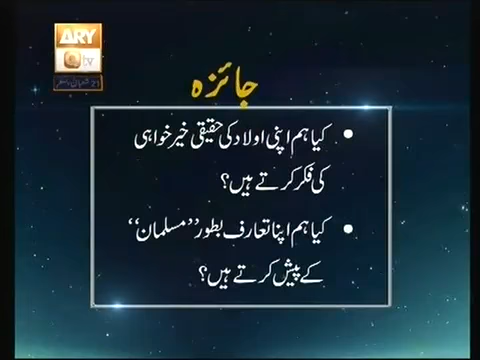 ARY
Qtv
جائزہ
• کیا ہم اپنی اولاد کی حقیقی خیر خواہی
کی فکر کرتے ہیں؟
• کیا ہم اپنا تعارف بطور ”مسلمان“
کے پیش کرتے ہیں؟